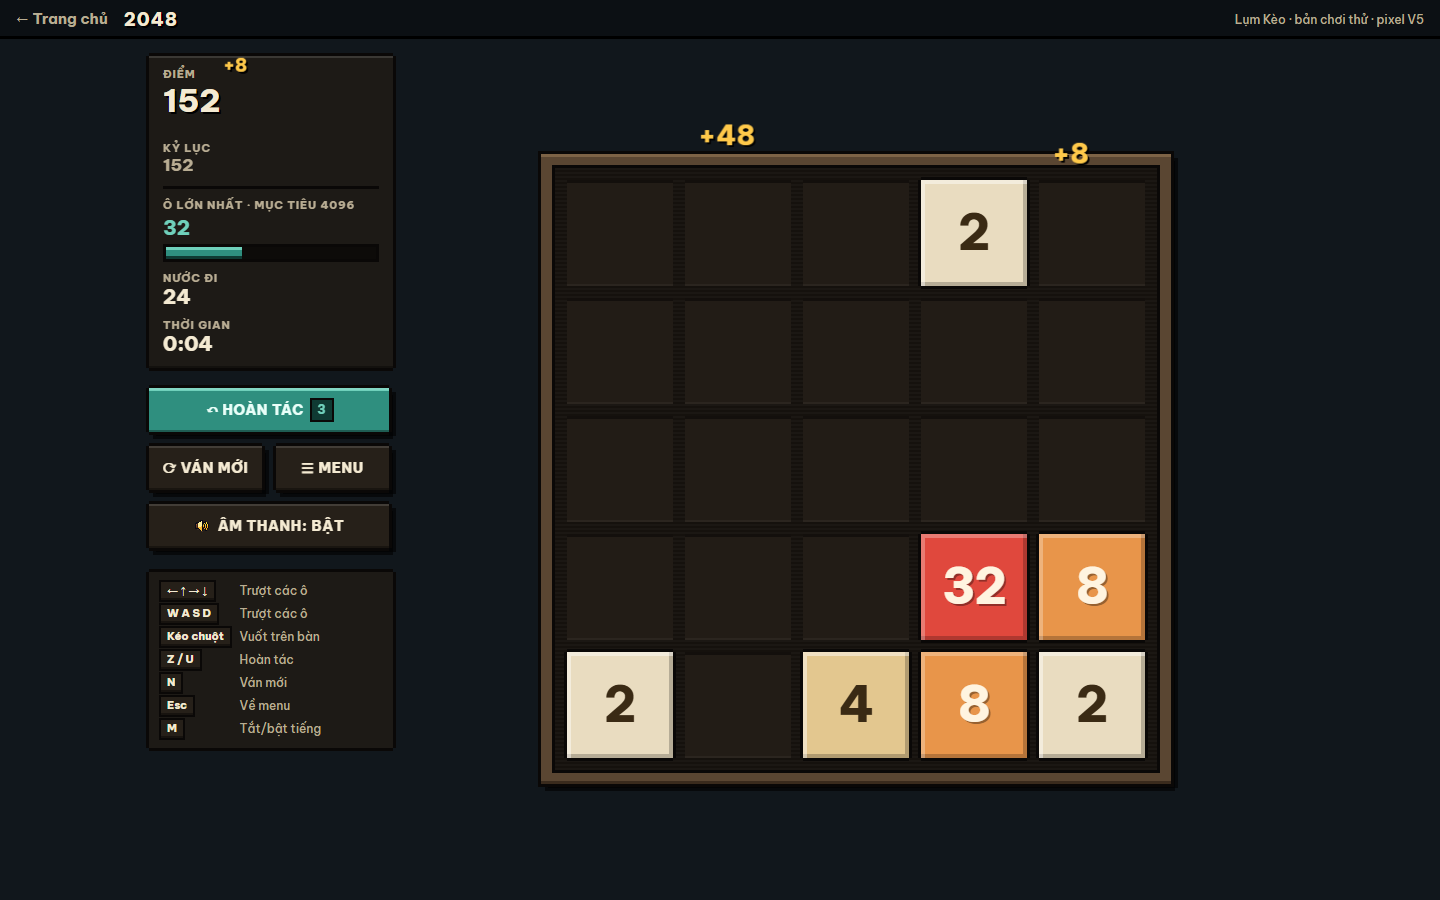 ← Trang chủ 2048
Lụm Kèo · bản chơi thử · pixel V5
ĐIỂM +8
152
KỶ LỤC
152
Ô LỚN NHẤT · MỤC TIÊU 4096
32
NƯỚC ĐI
24
THỜI GIAN
0:04
↶ HOÀN TÁC 3
⟳ VÁN MỚI
☰ MENU
🔊 ÂM THANH: BẬT
←↑→↓ Trượt các ô
W A S D Trượt các ô
Kéo chuột Vuốt trên bàn
Z / U Hoàn tác
N Ván mới
Esc Về menu
M Tắt/bật tiếng
+48
+8
2
32 8
2 4 8 2